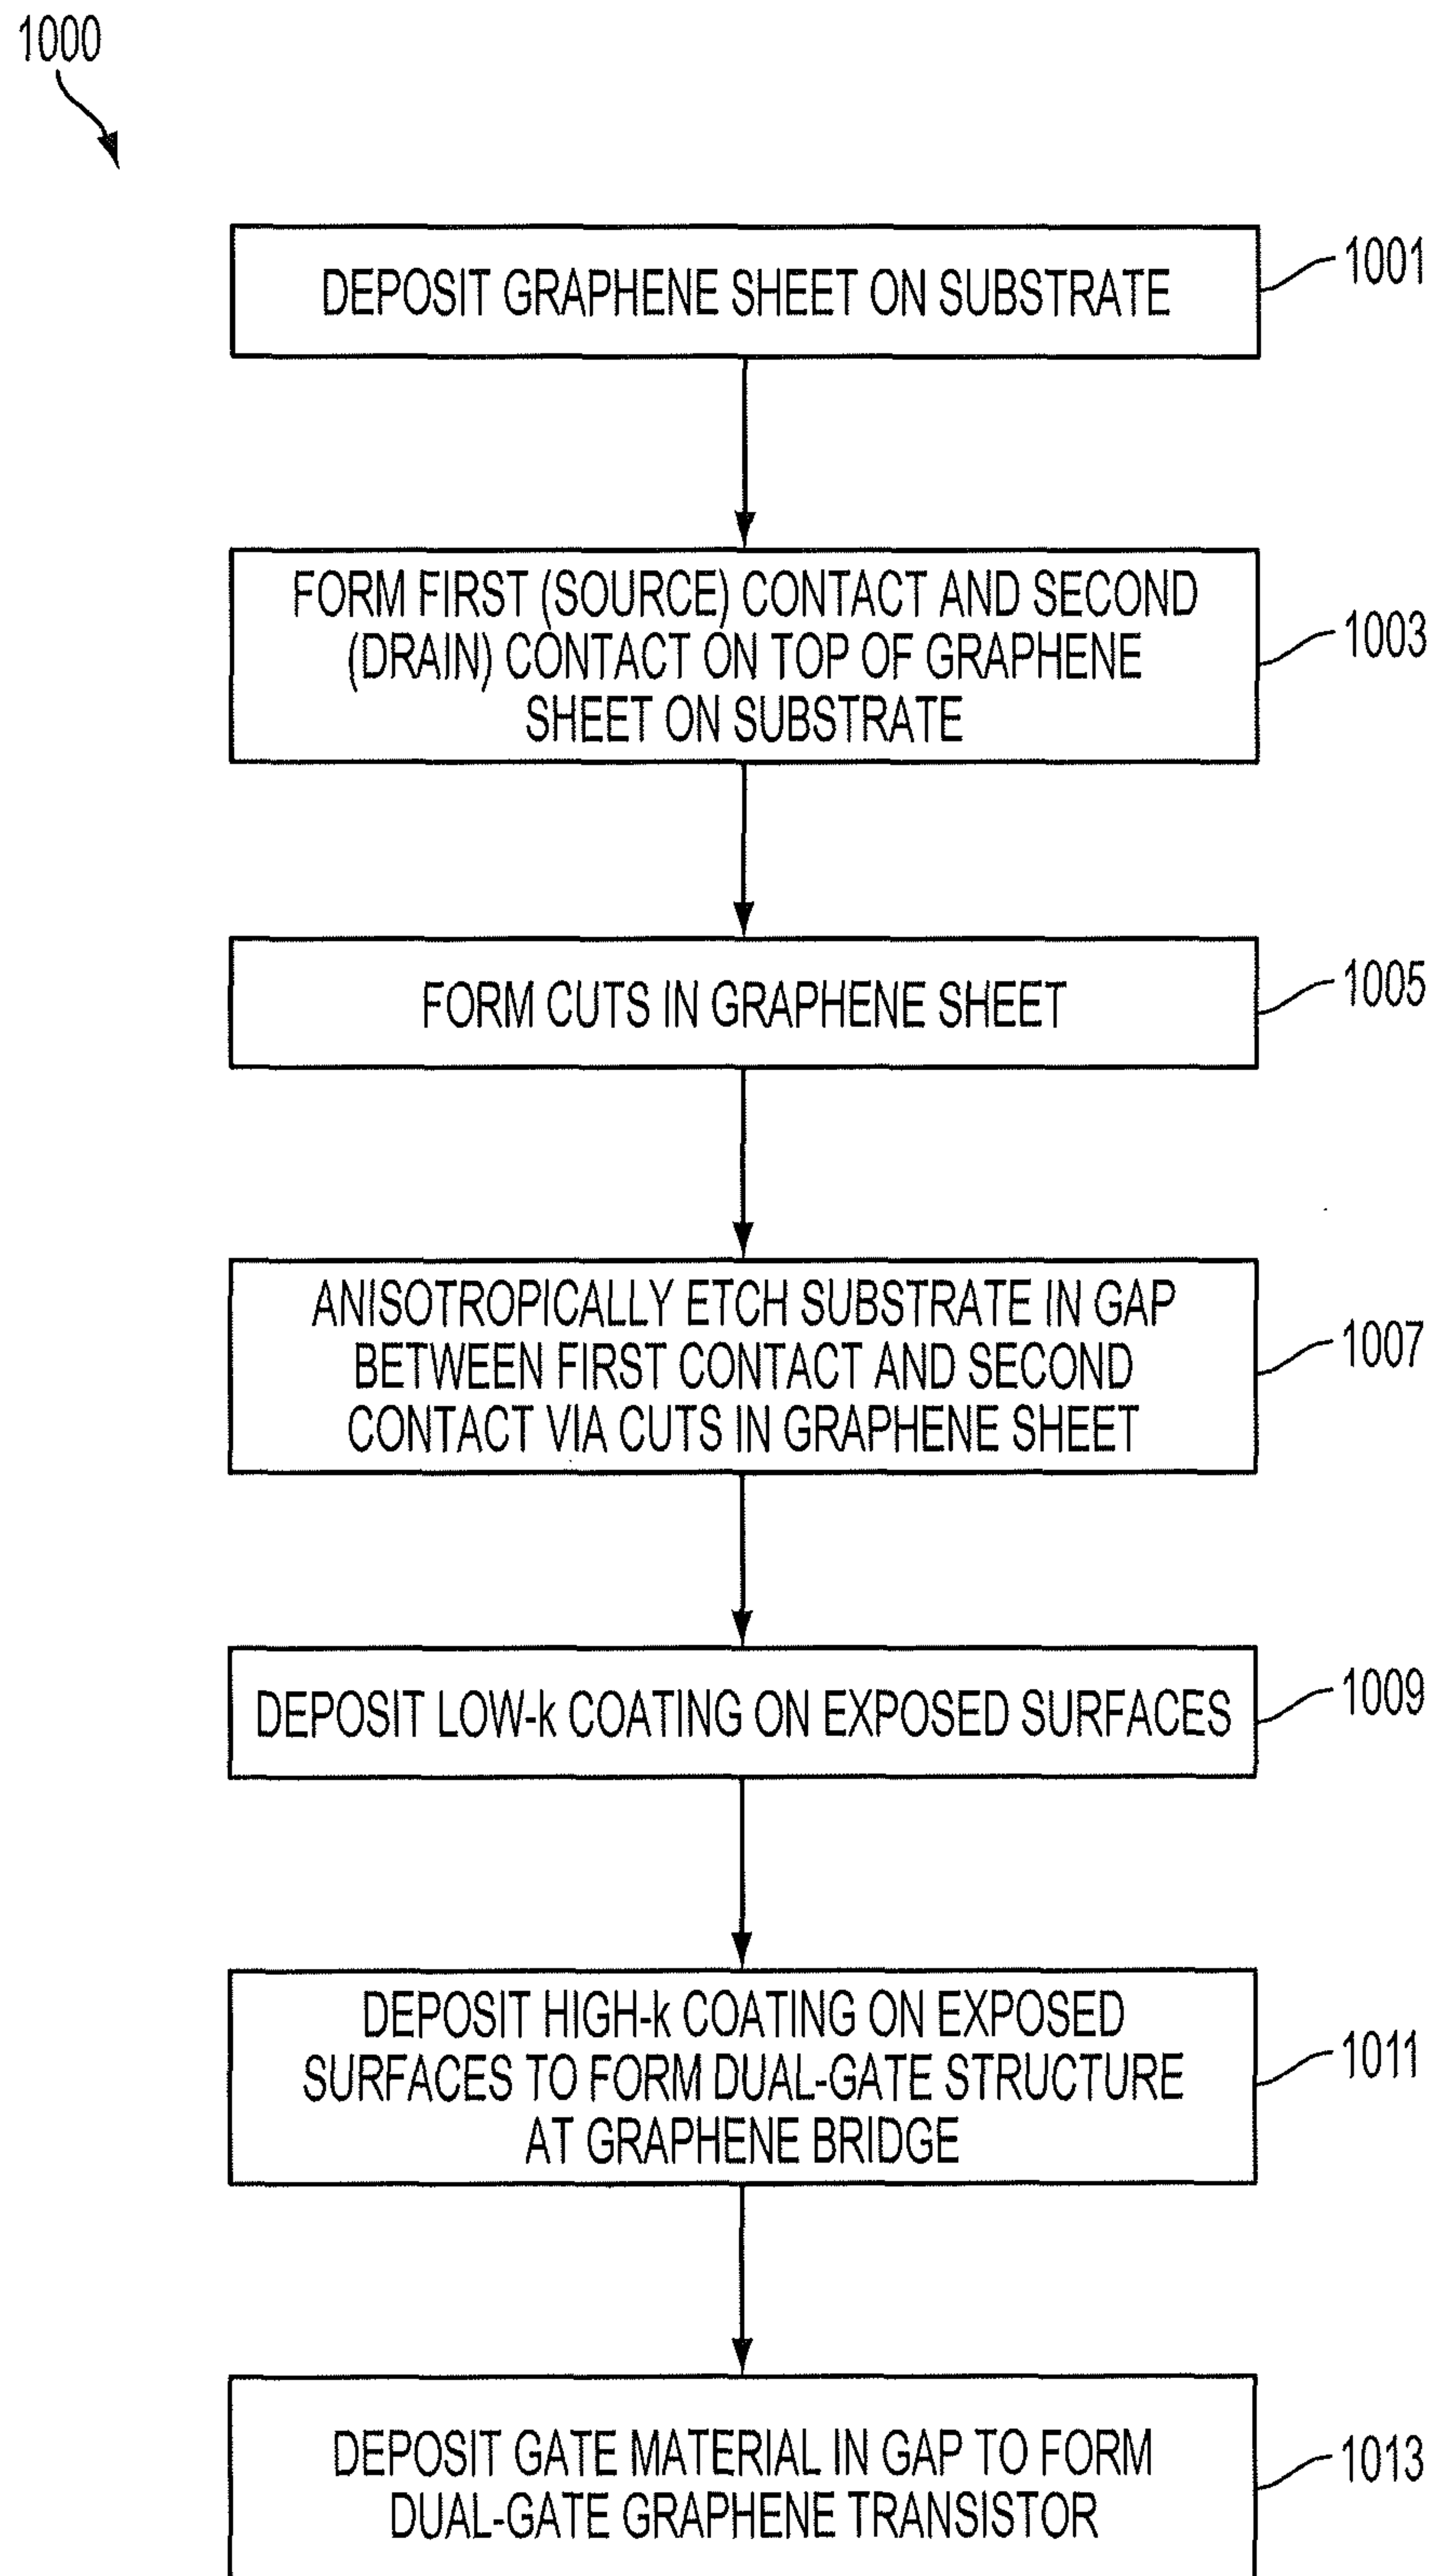 1000
DEPOSIT GRAPHENE SHEET ON SUBSTRATE
1001
FORM FIRST (SOURCE) CONTACT AND SECOND
(DRAIN) CONTACT ON TOP OF GRAPHENE
SHEET ON SUBSTRATE
1003
FORM CUTS IN GRAPHENE SHEET
1005
ANISOTROPICALLY ETCH SUBSTRATE IN GAP
BETWEEN FIRST CONTACT AND SECOND
CONTACT VIA CUTS IN GRAPHENE SHEET
1007
DEPOSIT LOW-k COATING ON EXPOSED SURFACES
1009
DEPOSIT HIGH-k COATING ON EXPOSED
SURFACES TO FORM DUAL-GATE STRUCTURE
AT GRAPHENE BRIDGE
1011
DEPOSIT GATE MATERIAL IN GAP TO FORM
DUAL-GATE GRAPHENE TRANSISTOR
1013